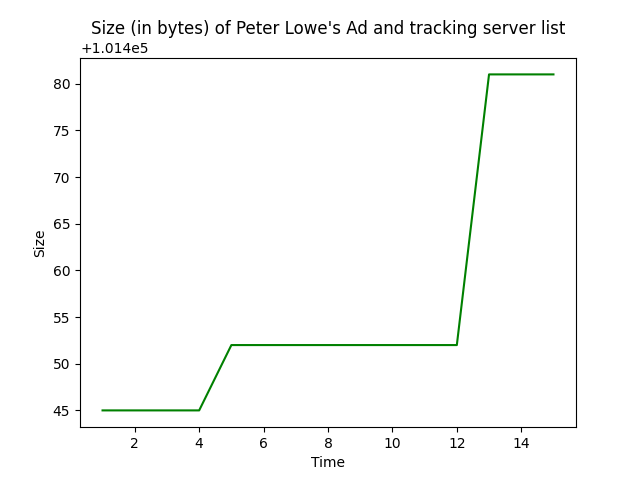 Size (in bytes) of Peter Lowe's Ad and tracking server list
+1.014e5
80
75
70
65
60
55
50
45
Size
2 4 6 8 10 12 14
Time